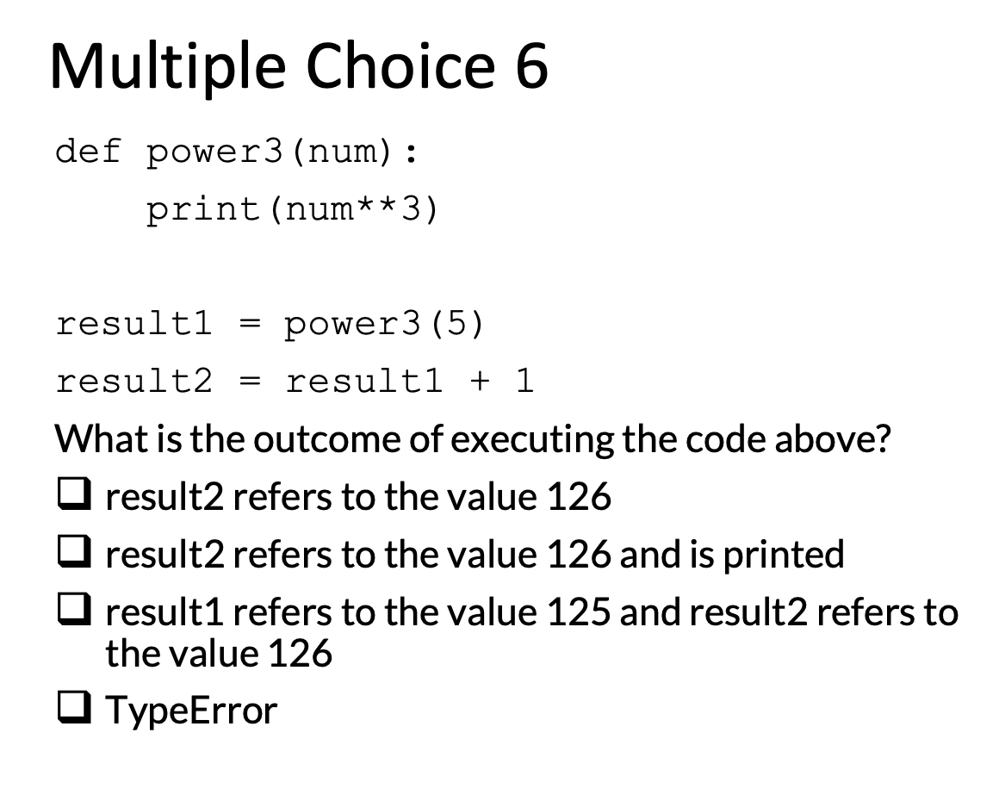 Multiple Choice 6
def power3(num):
    print(num**3)
result1 = power3(5)
result2 = result1 + 1
What is the outcome of executing the code above?
❑ result2 refers to the value 126
❑ result2 refers to the value 126 and is printed
❑ result1 refers to the value 125 and result2 refers to
the value 126
❑ TypeError